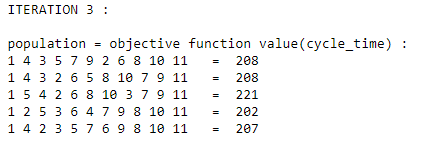 ITERATION 3 :
population = objective function value(cycle_time) :
1 4 3 5 7 9 2 6 8 10 11 = 208
1 4 3 2 6 5 8 10 7 9 11 = 208
1 5 4 2 6 8 10 3 7 9 11 = 221
1 2 5 3 6 4 7 9 8 10 11 = 202
1 4 2 3 5 7 6 9 8 10 11 = 207